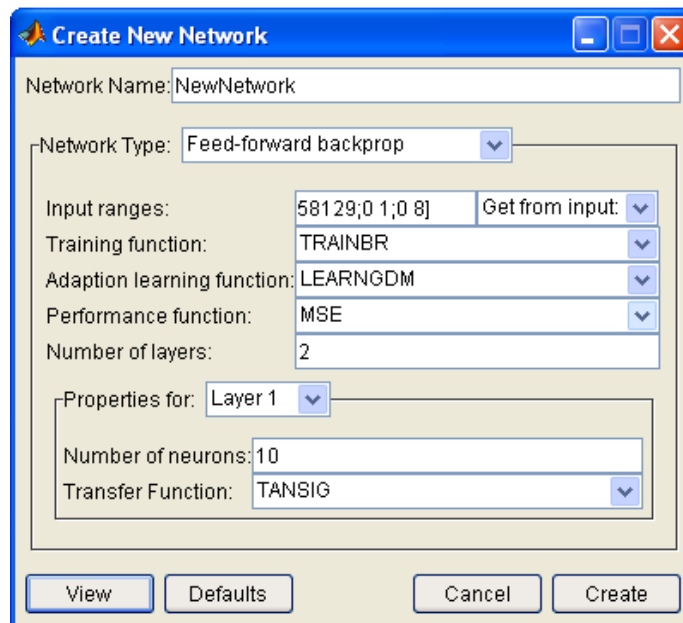 Create New Network
Network Name: NewNetwork
Network Type: Feed-forward backprop
Input ranges: 58129;0 1;0 8] Get from input:
Training function: TRAINBR
Adaption learning function: LEARNGDM
Performance function: MSE
Number of layers: 2
Properties for: Layer 1
Number of neurons: 10
Transfer Function: TANSIG
View Defaults Cancel Create